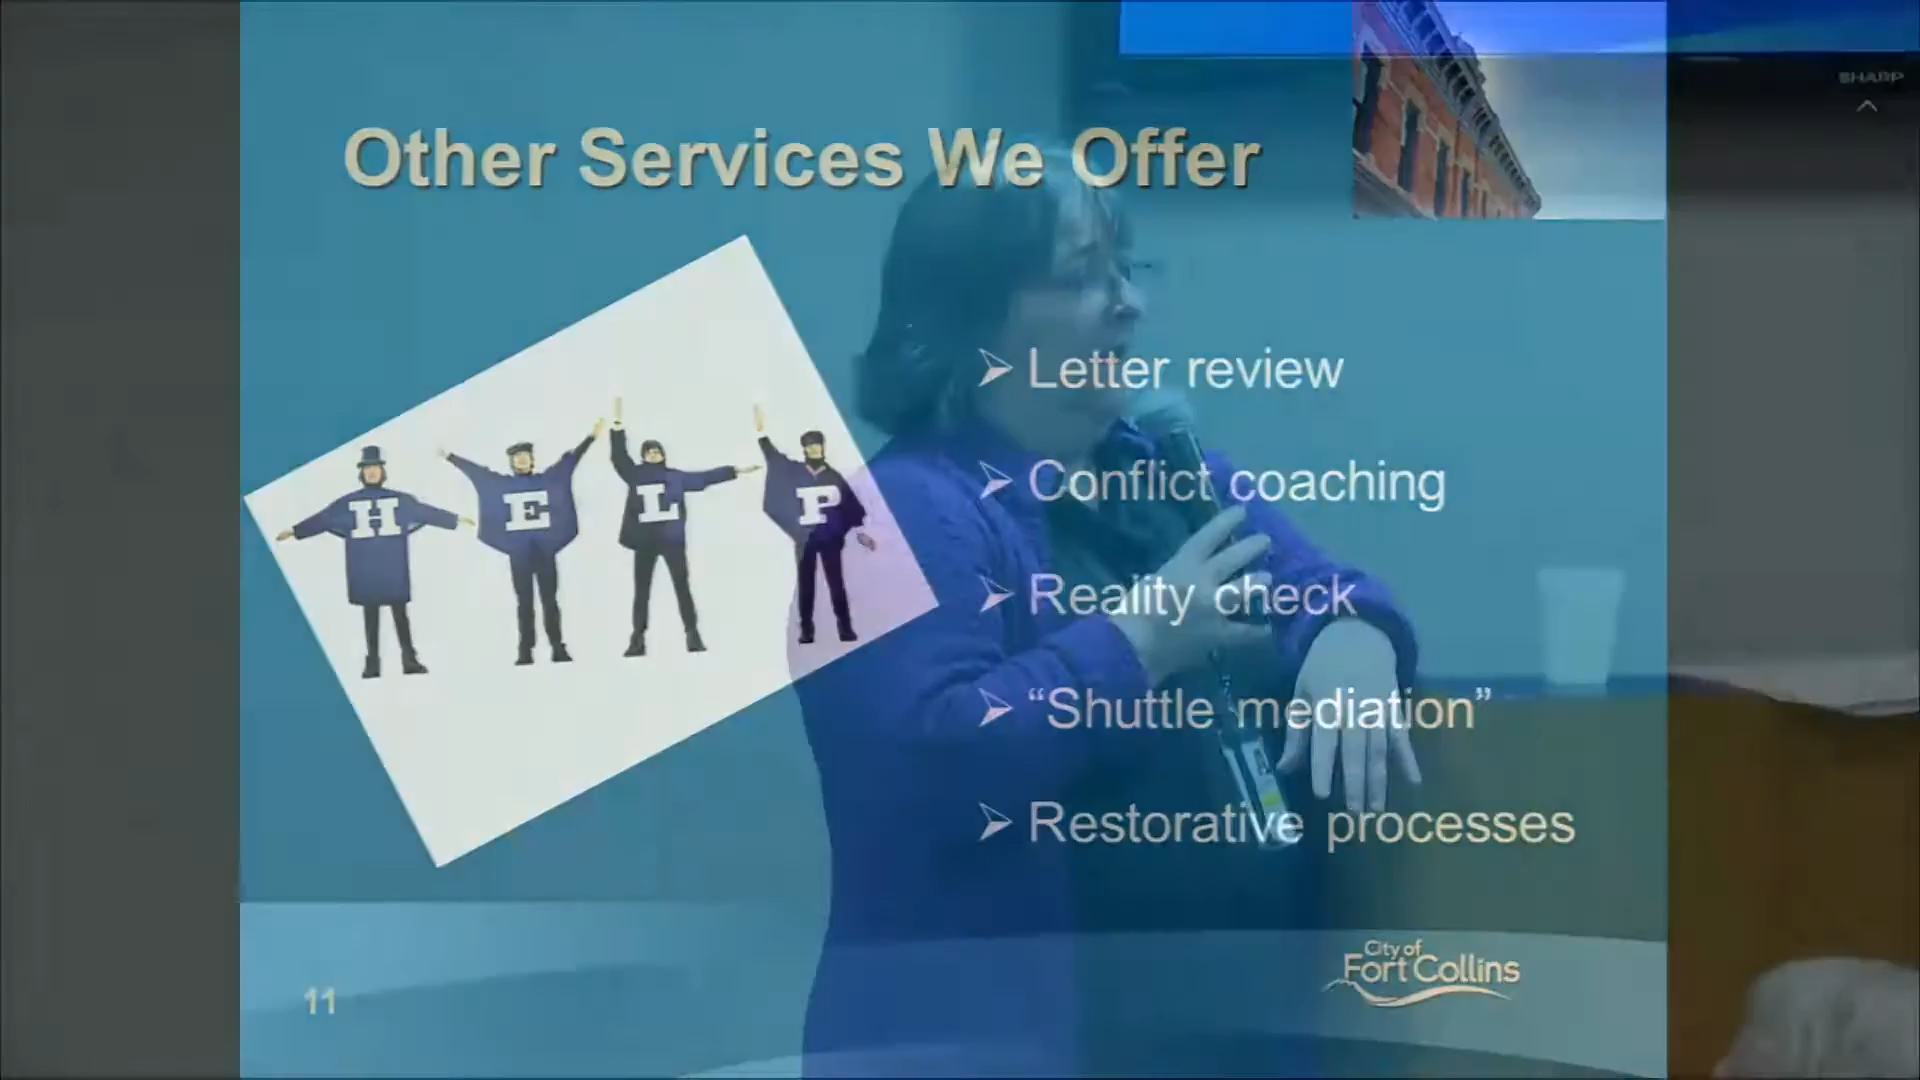 SHARP
Other Services We Offer
H E L P
➢ Letter review
➢ Conflict coaching
➢ Reality check
➢ “Shuttle mediation”
➢ Restorative processes
City of
Fort Collins
11